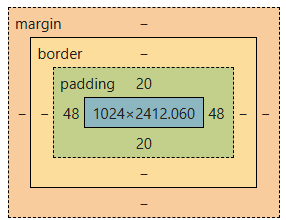 margin –
border –
padding 20
– – 48 1024×2412.060 48 – –
20
–
–